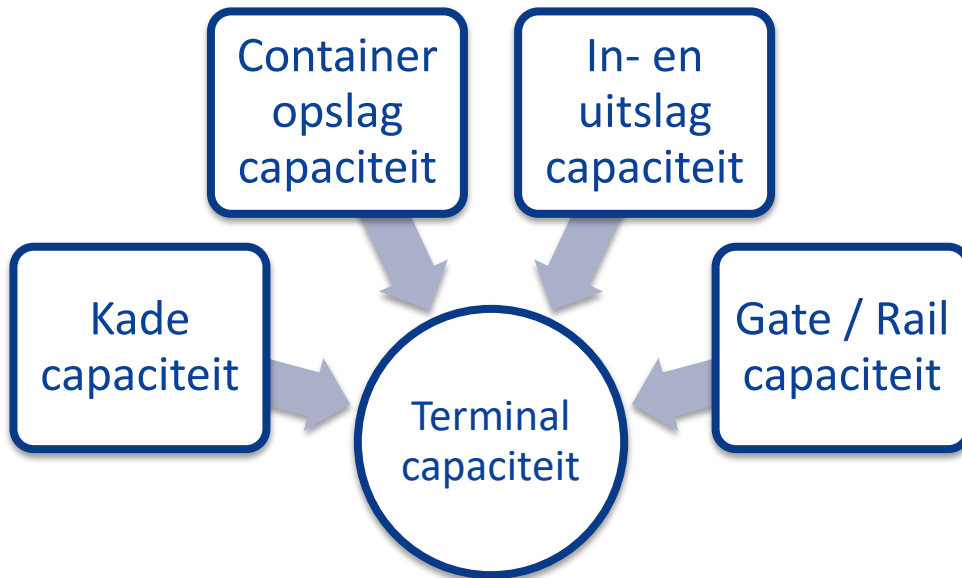 Container
opslag
capaciteit
In- en
uitslag
capaciteit
Kade
capaciteit
Gate / Rail
capaciteit
Terminal
capaciteit